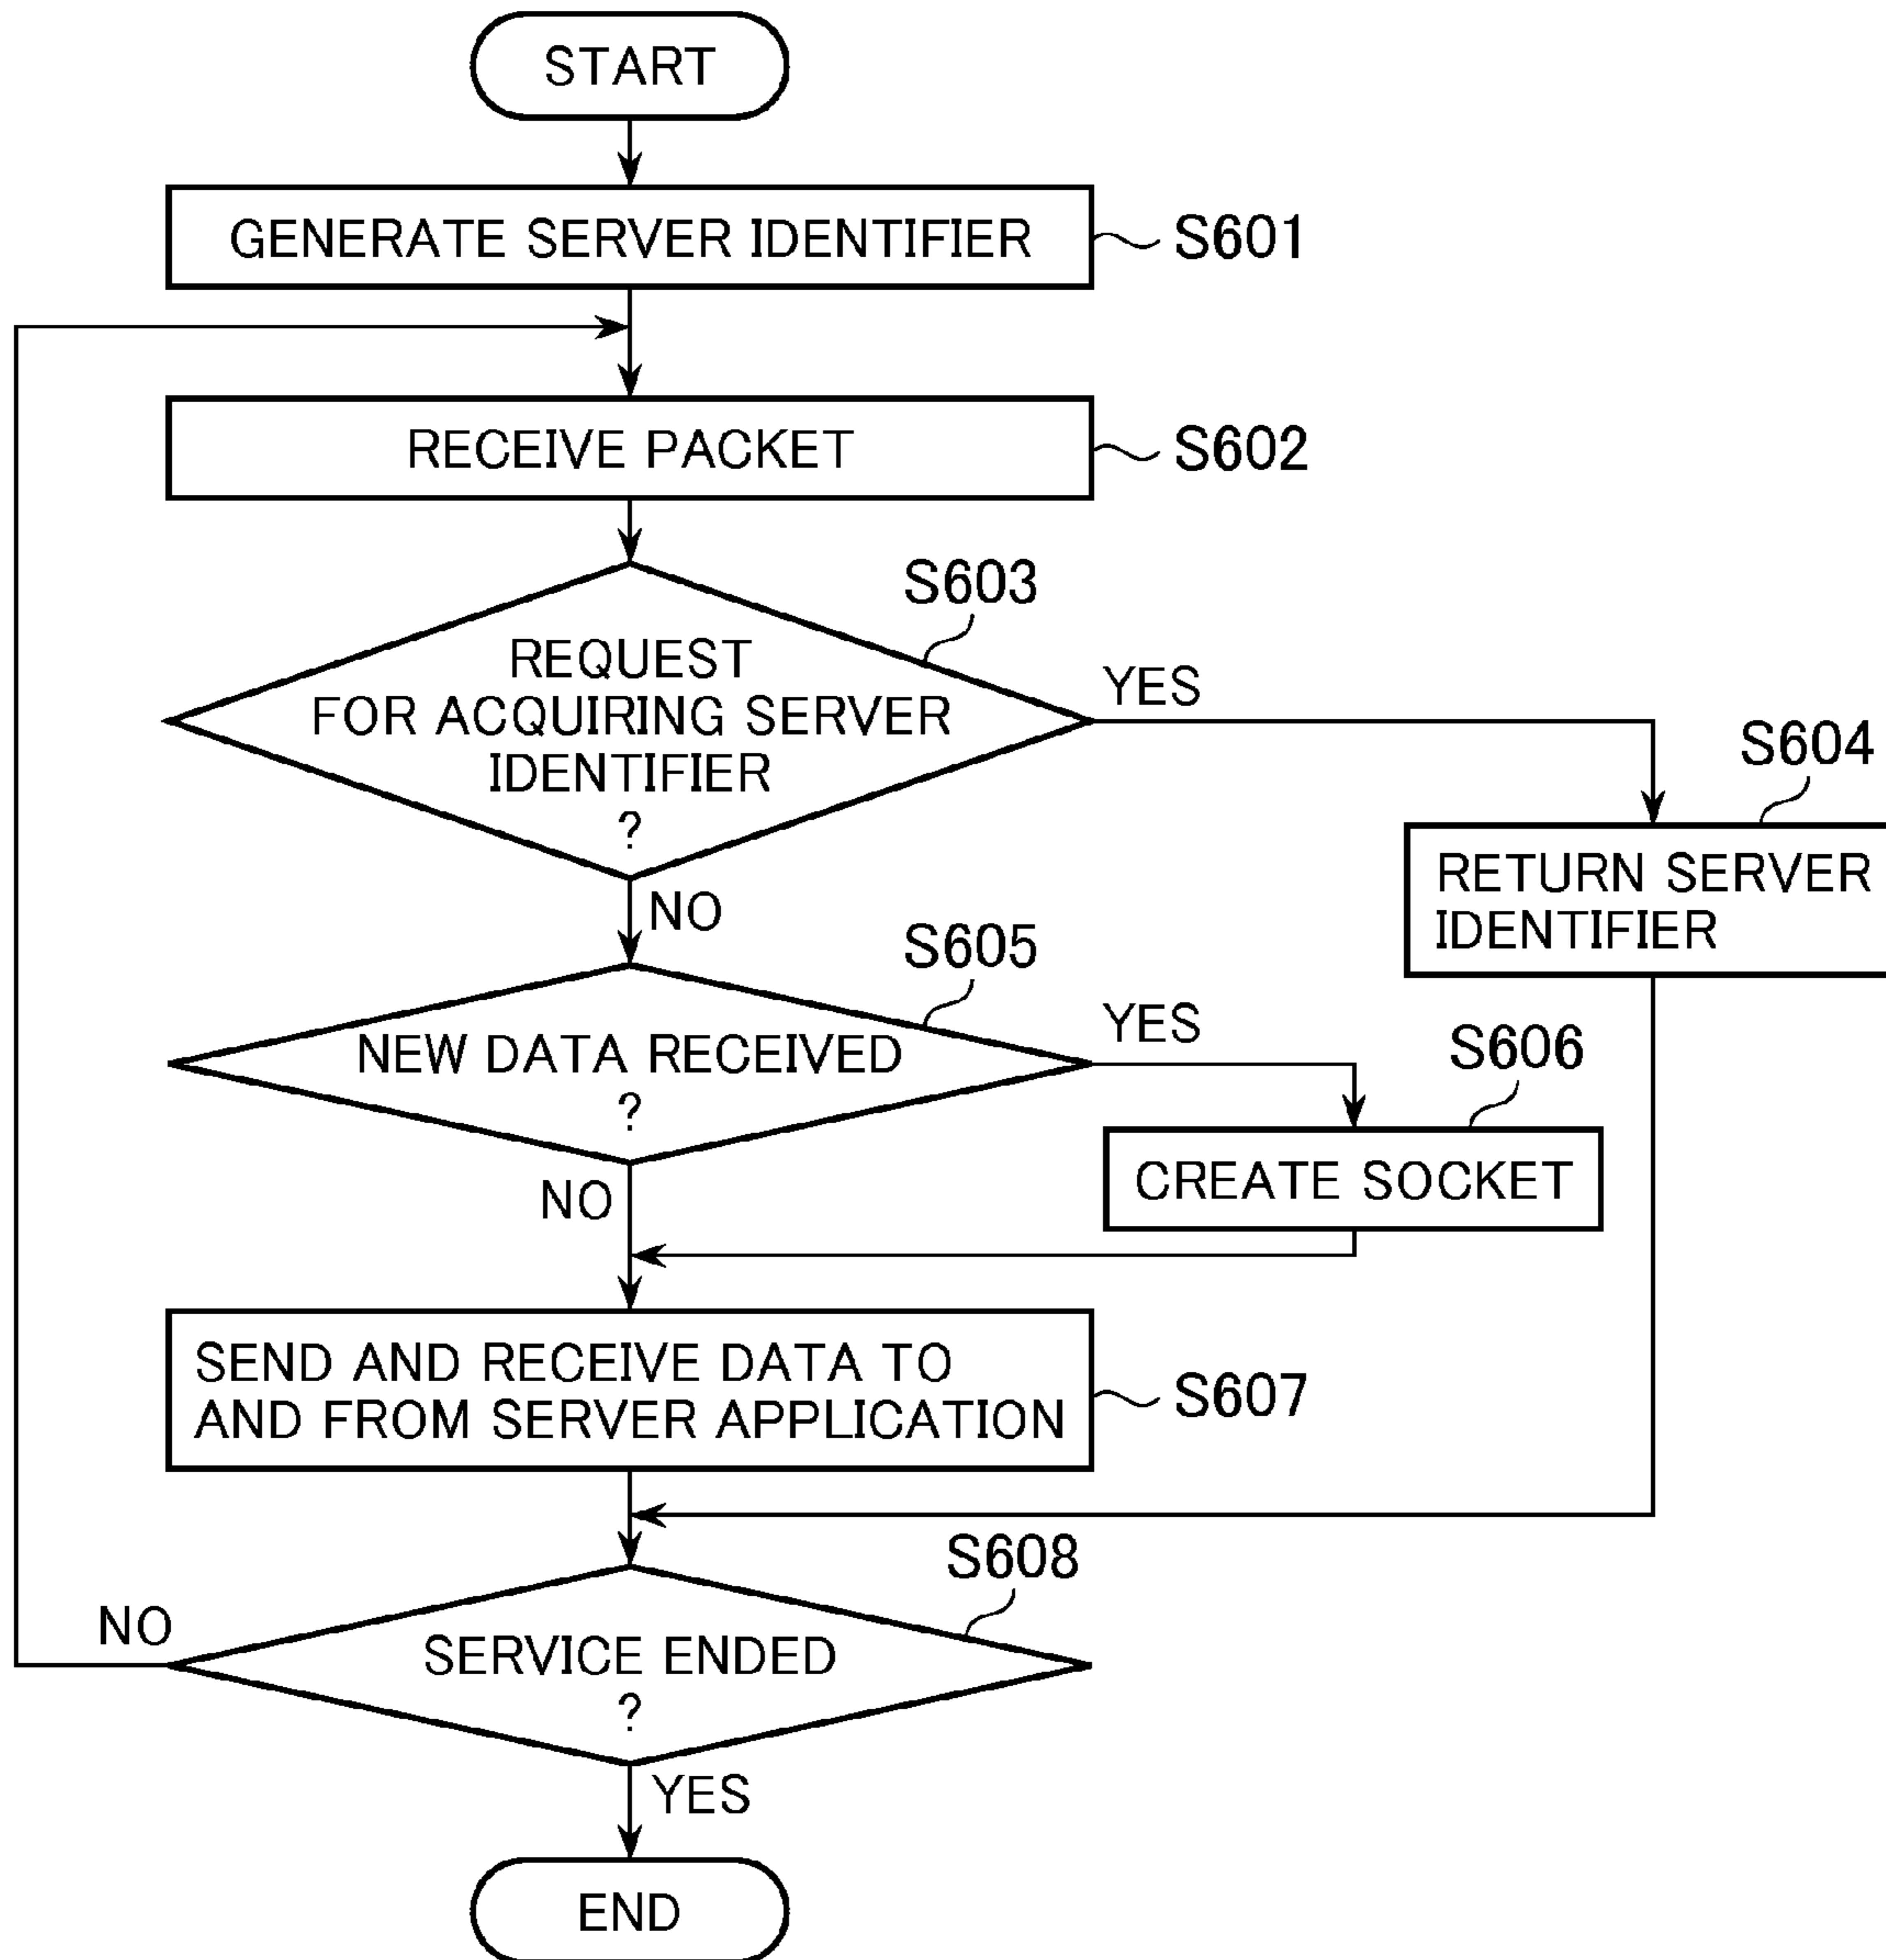 START
GENERATE SERVER IDENTIFIER
S601
RECEIVE PACKET
S602
S603
REQUEST
FOR ACQUIRING SERVER
IDENTIFIER
?
YES
S604
RETURN SERVER
IDENTIFIER
NO
S605
NEW DATA RECEIVED
?
YES
S606
CREATE SOCKET
NO
SEND AND RECEIVE DATA TO
AND FROM SERVER APPLICATION
S607
S608
SERVICE ENDED
?
NO
YES
END